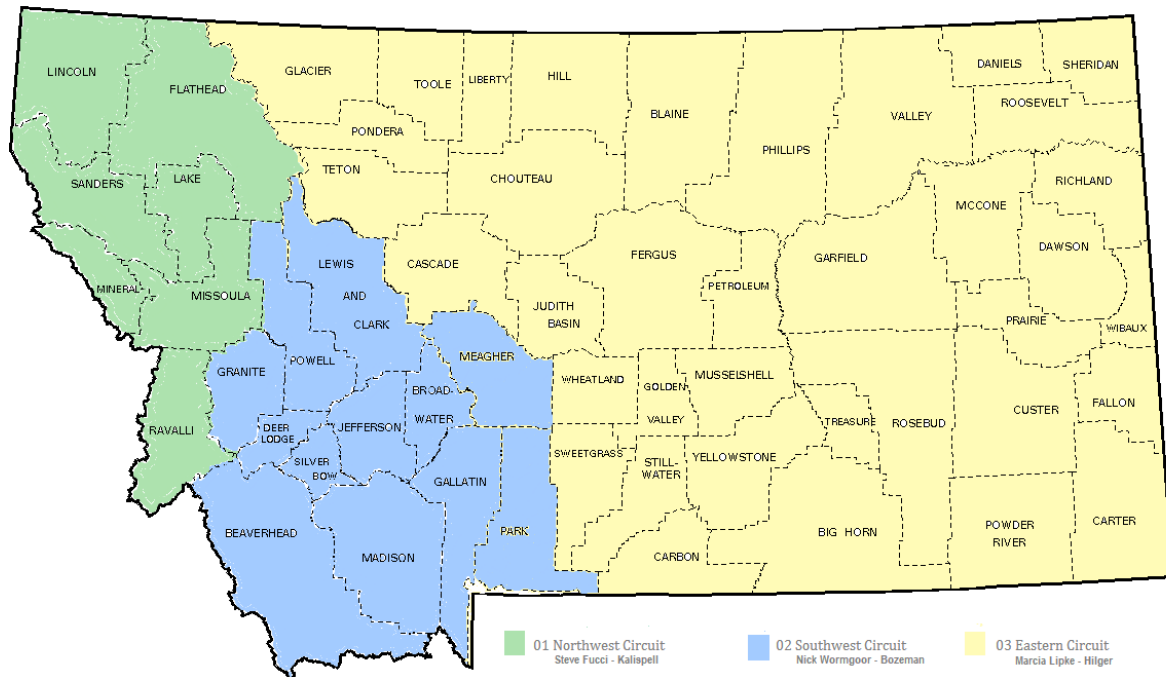 LINCOLN
FLATHEAD
GLACIER
TOOLE
LIBERTY
HILL
BLAINE
PHILLIPS
VALLEY
DANIELS
SHERIDAN
ROOSEVELT
PONDERA
TETON
CHOUTEAU
SANDERS
LAKE
RICHLAND
MCCONE
DAWSON
LEWIS
AND
CLARK
CASCADE
FERGUS
PETROLEUM
GARFIELD
JUDITH
BASIN
MINERAL
MISSOULA
PRAIRIE
WIBAUX
MEAGHER
GRANITE
POWELL
BROAD-
WATER
WHEATLAND
GOLDEN
VALLEY
MUSSELSHELL
TREASURE
ROSEBUD
CUSTER
FALLON
RAVALLI
DEER
LODGE
JEFFERSON
SILVER
BOW
GALLATIN
SWEETGRASS
STILL-
WATER
YELLOWSTONE
BEAVERHEAD
MADISON
PARK
CARBON
BIG HORN
POWDER
RIVER
CARTER
01 Northwest Circuit
Steve Fucci - Kalispell
02 Southwest Circuit
Nick Wormgoor - Bozeman
03 Eastern Circuit
Marcia Lipke - Hilger